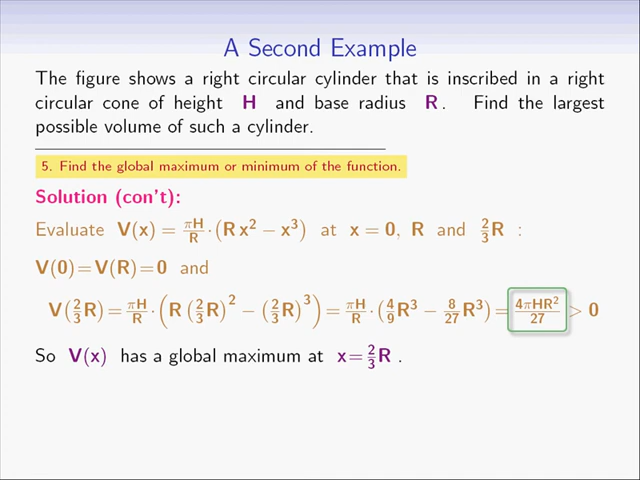 A Second Example
The figure shows a right circular cylinder that is inscribed in a right
circular cone of height H and base radius R. Find the largest
possible volume of such a cylinder.
5. Find the global maximum or minimum of the function.
Solution (con't):
Evaluate V(x) = πH/R · (R x² − x³) at x = 0, R and 2/3 R :
V(0) = V(R) = 0 and
V(2/3 R) = πH/R · (R (2/3 R)² − (2/3 R)³) = πH/R · (4/9 R³ − 8/27 R³) = 4πHR²/27 > 0
So V(x) has a global maximum at x = 2/3 R .